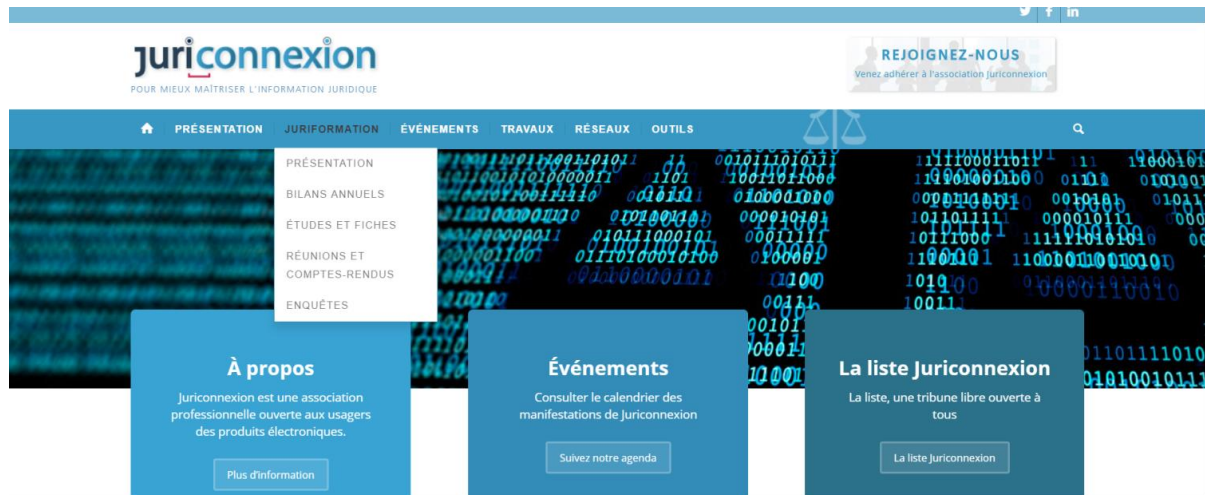 juriconnexion
POUR MIEUX MAÎTRISER L'INFORMATION JURIDIQUE
REJOIGNEZ-NOUS
Venez adhérer à l'association Juriconnexion
PRÉSENTATION JURIFORMATION ÉVÉNEMENTS TRAVAUX RÉSEAUX OUTILS
PRÉSENTATION
BILANS ANNUELS
ÉTUDES ET FICHES
RÉUNIONS ET
COMPTES-RENDUS
ENQUÊTES
À propos
Juriconnexion est une association
professionnelle ouverte aux usagers
des produits électroniques.
Plus d'information
Événements
Consulter le calendrier des
manifestations de Juriconnexion
Suivez notre agenda
La liste Juriconnexion
La liste, une tribune libre ouverte à
tous
La liste Juriconnexion